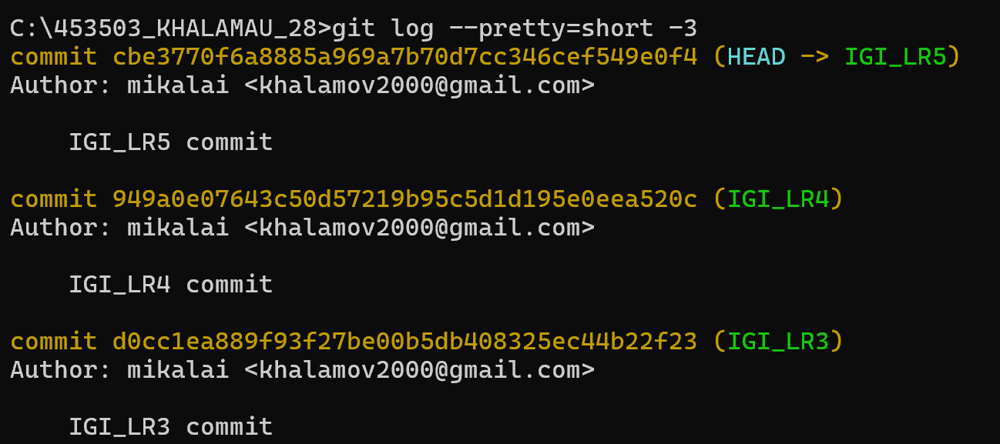 C:\453503_KHALAMAU_28>git log --pretty=short -3
commit cbe3770f6a8885a969a7b70d7cc346cef549e0f4 (HEAD -> IGI_LR5)
Author: mikalai <khalamov2000@gmail.com>
IGI_LR5 commit
commit 949a0e07643c50d57219b95c5d1d195e0eea520c (IGI_LR4)
Author: mikalai <khalamov2000@gmail.com>
IGI_LR4 commit
commit d0cc1ea889f93f27be00b5db408325ec44b22f23 (IGI_LR3)
Author: mikalai <khalamov2000@gmail.com>
IGI_LR3 commit